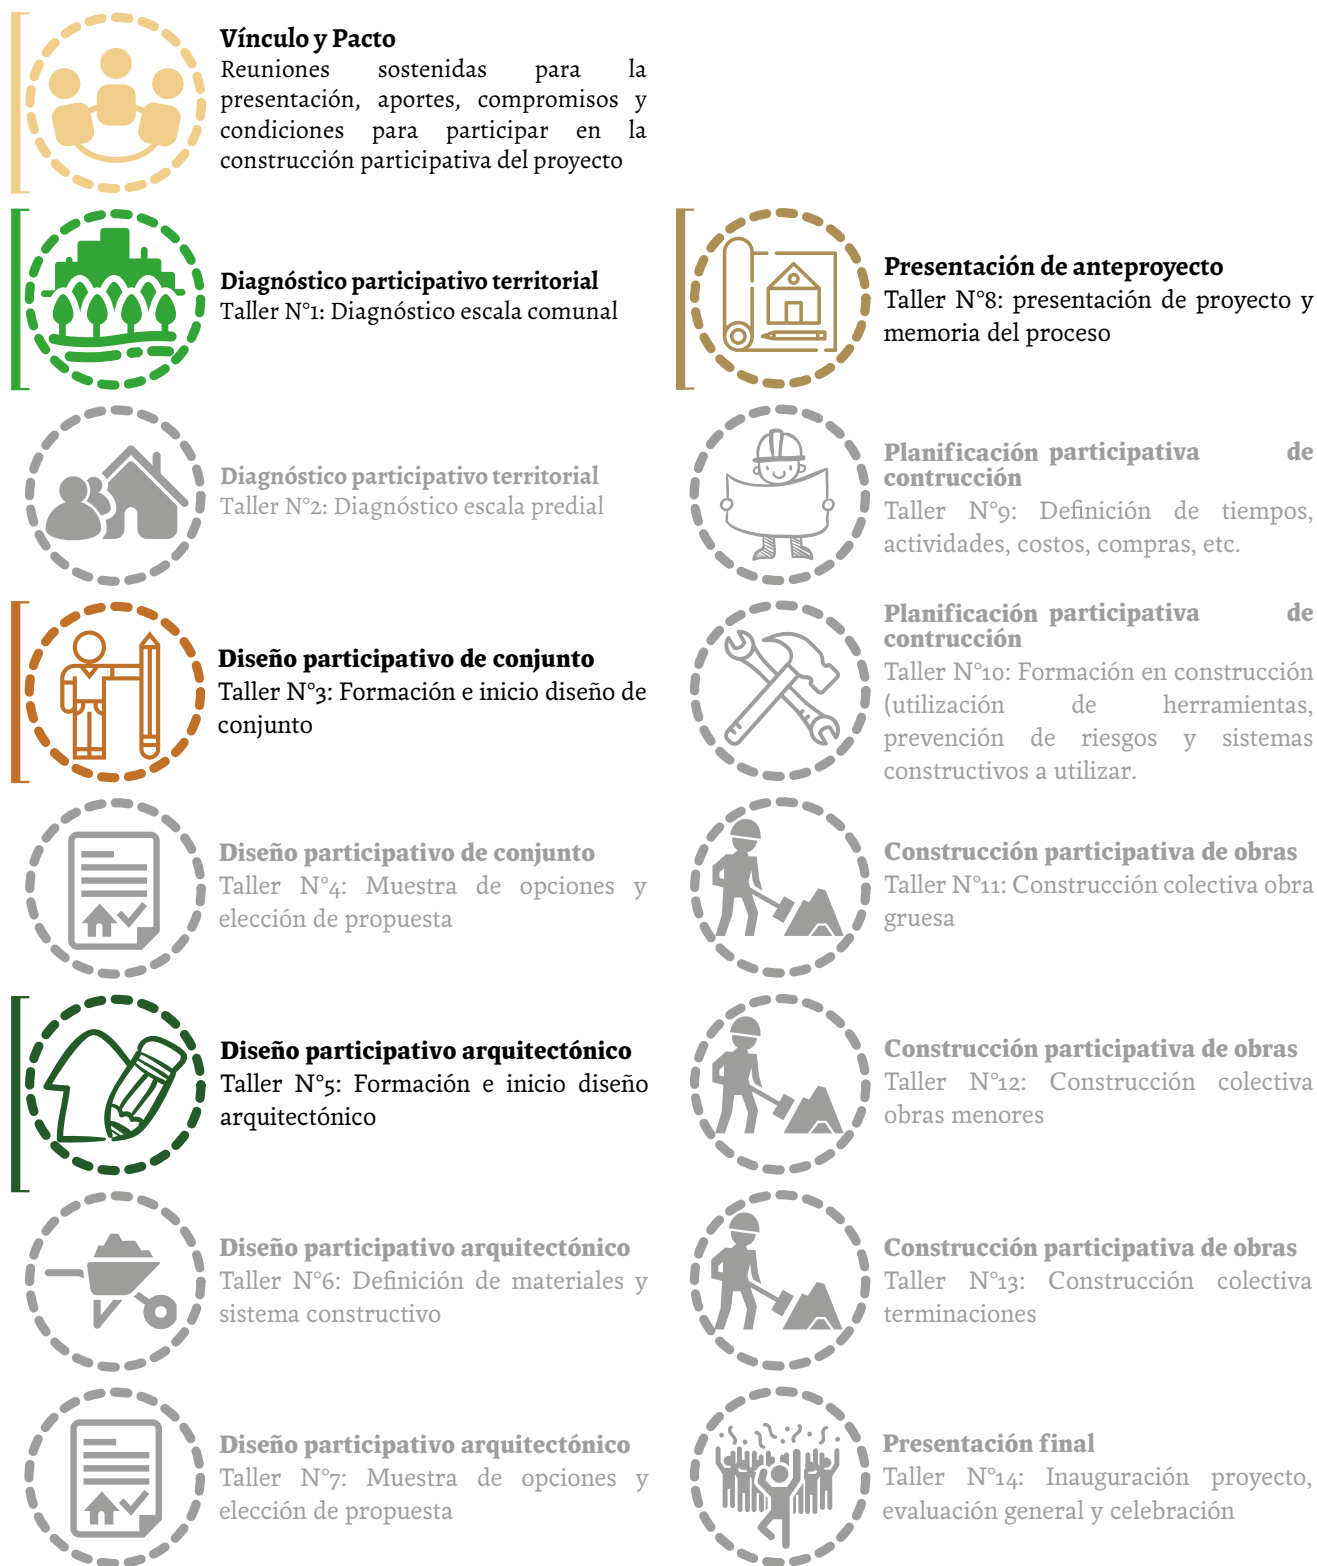 Vínculo y Pacto
Reuniones sostenidas para la
presentación, aportes, compromisos y
condiciones para participar en la
construcción participativa del proyecto
Diagnóstico participativo territorial
Taller N°1: Diagnóstico escala comunal
Diagnóstico participativo territorial
Taller N°2: Diagnóstico escala predial
Diseño participativo de conjunto
Taller N°3: Formación e inicio diseño de
conjunto
Diseño participativo de conjunto
Taller N°4: Muestra de opciones y
elección de propuesta
Diseño participativo arquitectónico
Taller N°5: Formación e inicio diseño
arquitectónico
Diseño participativo arquitectónico
Taller N°6: Definición de materiales y
sistema constructivo
Diseño participativo arquitectónico
Taller N°7: Muestra de opciones y
elección de propuesta
Presentación de anteproyecto
Taller N°8: presentación de proyecto y
memoria del proceso
Planificación participativa de
contrucción
Taller N°9: Definición de tiempos,
actividades, costos, compras, etc.
Planificación participativa de
contrucción
Taller N°10: Formación en construcción
(utilización de herramientas,
prevención de riesgos y sistemas
constructivos a utilizar.
Construcción participativa de obras
Taller N°11: Construcción colectiva obra
gruesa
Construcción participativa de obras
Taller N°12: Construcción colectiva
obras menores
Construcción participativa de obras
Taller N°13: Construcción colectiva
terminaciones
Presentación final
Taller N°14: Inauguración proyecto,
evaluación general y celebración